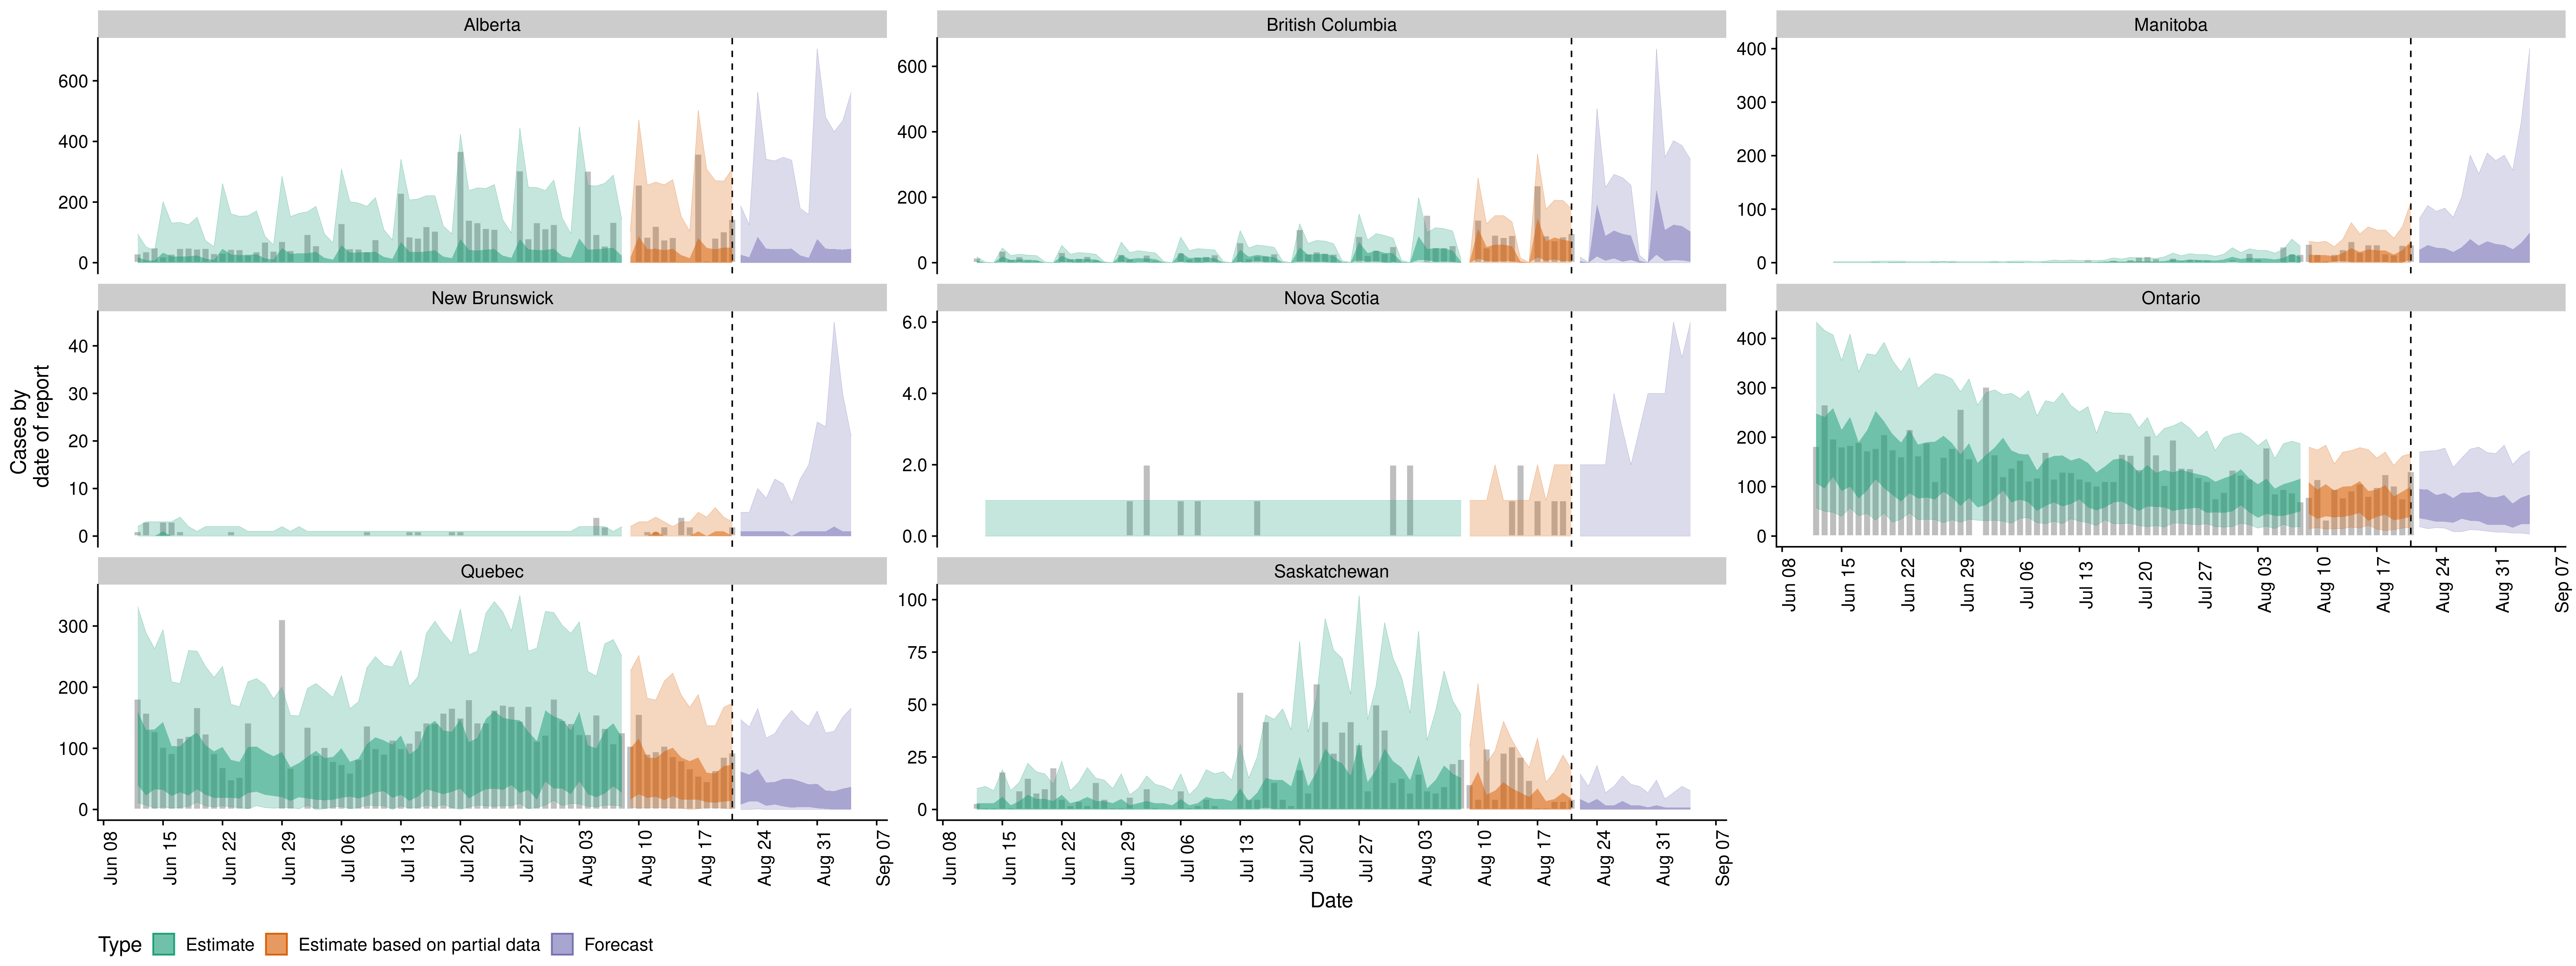 Alberta
British Columbia
Manitoba
600
400
200
0
600
400
200
0
400
300
200
100
0
New Brunswick
Nova Scotia
Ontario
Cases by
date of report
40
30
20
10
0
6.0
4.0
2.0
0.0
400
300
200
100
0
Jun 08
Jun 15
Jun 22
Jun 29
Jul 06
Jul 13
Jul 20
Jul 27
Aug 03
Aug 10
Aug 17
Aug 24
Aug 31
Sep 07
Quebec
Saskatchewan
300
200
100
0
100
75
50
25
0
Jun 08
Jun 15
Jun 22
Jun 29
Jul 06
Jul 13
Jul 20
Jul 27
Aug 03
Aug 10
Aug 17
Aug 24
Aug 31
Sep 07
Jun 08
Jun 15
Jun 22
Jun 29
Jul 06
Jul 13
Jul 20
Jul 27
Aug 03
Aug 10
Aug 17
Aug 24
Aug 31
Sep 07
Date
Type Estimate Estimate based on partial data Forecast